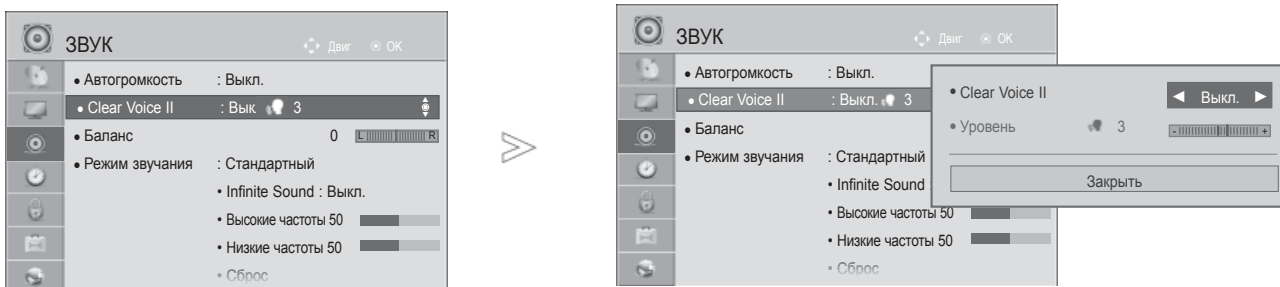 ЗВУК
Двиг ОК
• Автогромкость : Выкл.
• Clear Voice II : Вык 3
• Баланс 0 L R
• Режим звучания : Стандартный
• Infinite Sound : Выкл.
• Высокие частоты 50
• Низкие частоты 50
• Сброс
ЗВУК
Двиг ОК
• Автогромкость : Выкл.
• Clear Voice II : Выкл. 3
• Баланс
• Режим звучания : Стандартный
• Infinite Sound :
• Высокие частоты 50
• Низкие частоты 50
• Сброс
• Clear Voice II ◄ Выкл. ►
• Уровень 3 - +
Закрыть